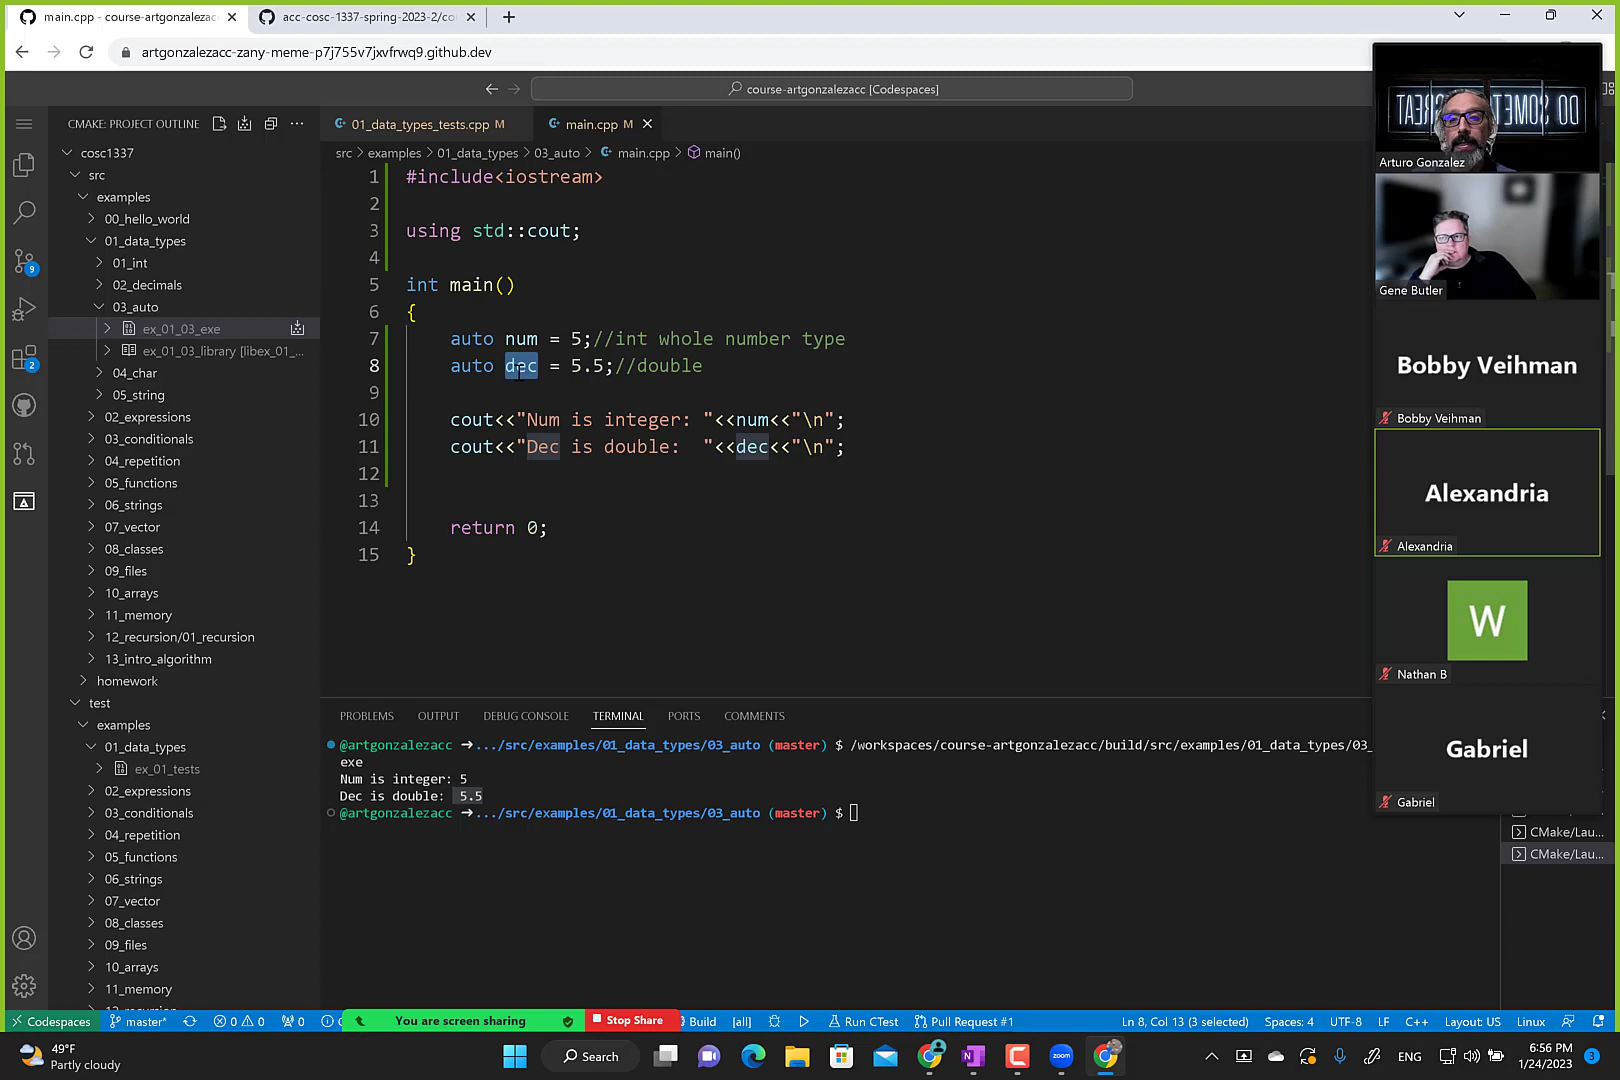 main.cpp - course-artgonzalezacc
acc-cosc-1337-spring-2023-2/co
artgonzalezacc-zany-meme-p7j755v7jxvfrwq9.github.dev
course-artgonzalezacc [Codespaces]
CMAKE: PROJECT OUTLINE
01_data_types_tests.cpp M
main.cpp M
src > examples > 01_data_types > 03_auto > main.cpp > main()
cosc1337
src
examples
00_hello_world
01_data_types
01_int
02_decimals
03_auto
ex_01_03_exe
ex_01_03_library [libex_01_...
04_char
05_string
02_expressions
03_conditionals
04_repetition
05_functions
06_strings
07_vector
08_classes
09_files
10_arrays
11_memory
12_recursion/01_recursion
13_intro_algorithm
homework
test
examples
01_data_types
ex_01_tests
02_expressions
03_conditionals
04_repetition
05_functions
06_strings
07_vector
08_classes
09_files
10_arrays
11_memory
1 #include<iostream>
2
3 using std::cout;
4
5 int main()
6 {
7 auto num = 5;//int whole number type
8 auto dec = 5.5;//double
9
10 cout<<"Num is integer: "<<num<<"\n";
11 cout<<"Dec is double:  "<<dec<<"\n";
12
13
14 return 0;
15 }
PROBLEMS OUTPUT DEBUG CONSOLE TERMINAL PORTS COMMENTS
@artgonzalezacc ➜.../src/examples/01_data_types/03_auto (master) $ /workspaces/course-artgonzalezacc/build/src/examples/01_data_types/03_
exe
Num is integer: 5
Dec is double:  5.5
@artgonzalezacc ➜.../src/examples/01_data_types/03_auto (master) $
CMake/Lau...
CMake/Lau...
DO SOMETHING GREAT
Arturo Gonzalez
Gene Butler
Bobby Veihman
Bobby Veihman
Alexandria
Alexandria
W
Nathan B
Gabriel
Gabriel
9
2
Codespaces master* 0 0 0 You are screen sharing Stop Share Build [all] Run CTest Pull Request #1 Ln 8, Col 13 (3 selected) Spaces: 4 UTF-8 LF C++ Layout: US Linux
49°F
Partly cloudy
Search
zoom
ENG
6:56 PM
1/24/2023
3